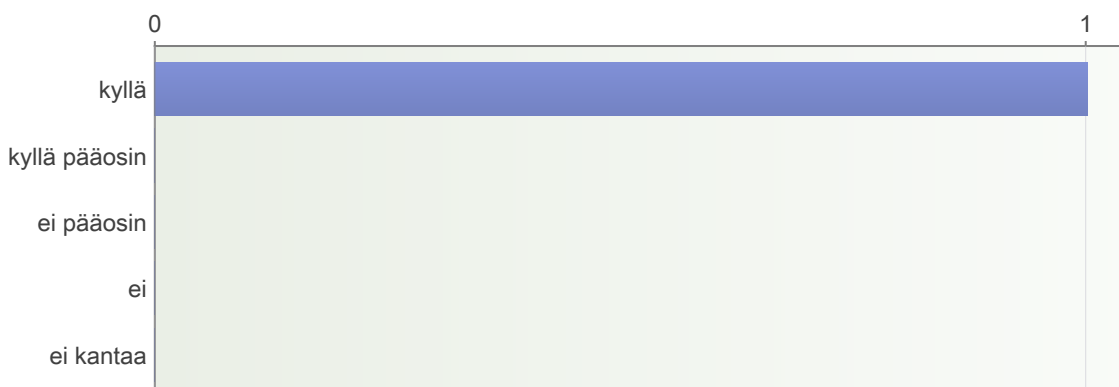 0 1
kyllä
kyllä pääosin
ei pääosin
ei
ei kantaa